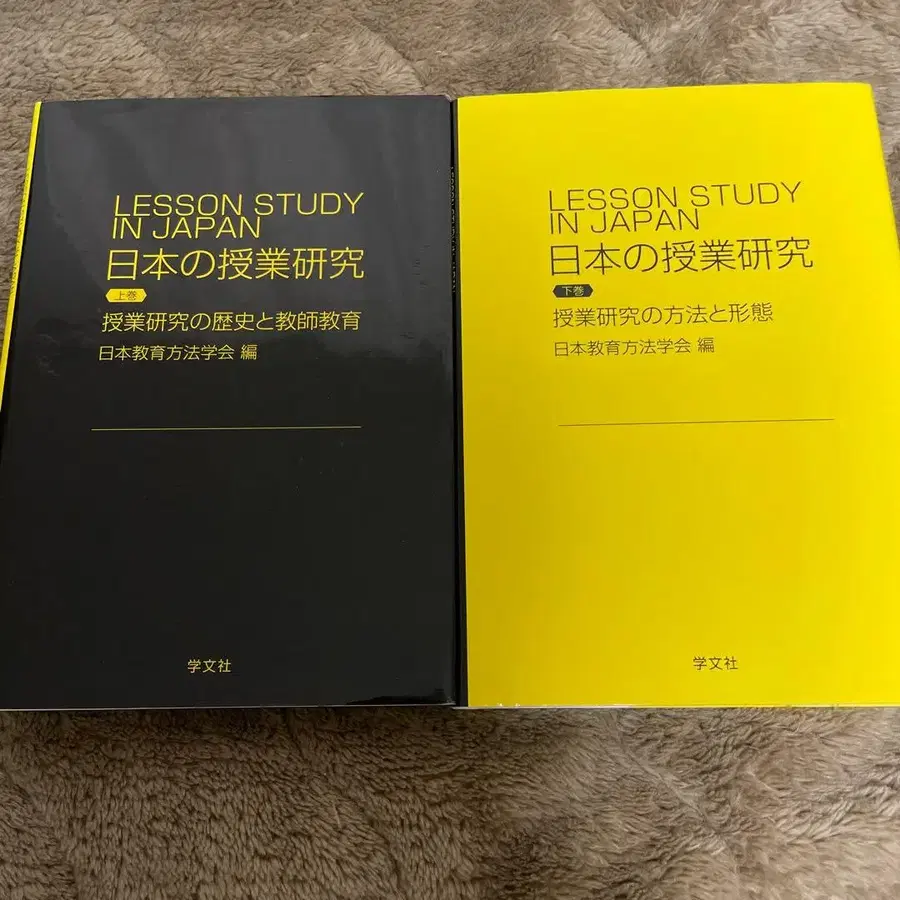 LESSON STUDY
IN JAPAN
日本の授業研究
上巻
授業研究の歴史と教師教育
日本教育方法学会 編
学文社
LESSON STUDY
IN JAPAN
日本の授業研究
下巻
授業研究の方法と形態
日本教育方法学会 編
学文社